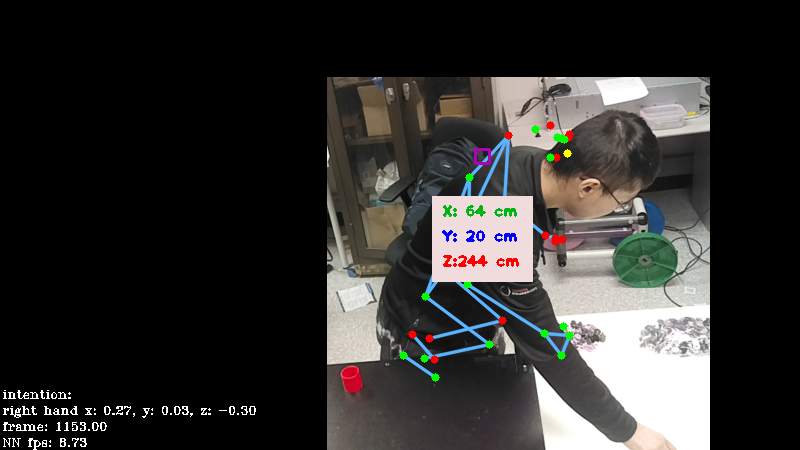 X: 64 cm
Y: 20 cm
Z:244 cm
intention:
right hand x: 0.27, y: 0.03, z: −0.30
frame: 1153.00
NN fps: 8.73